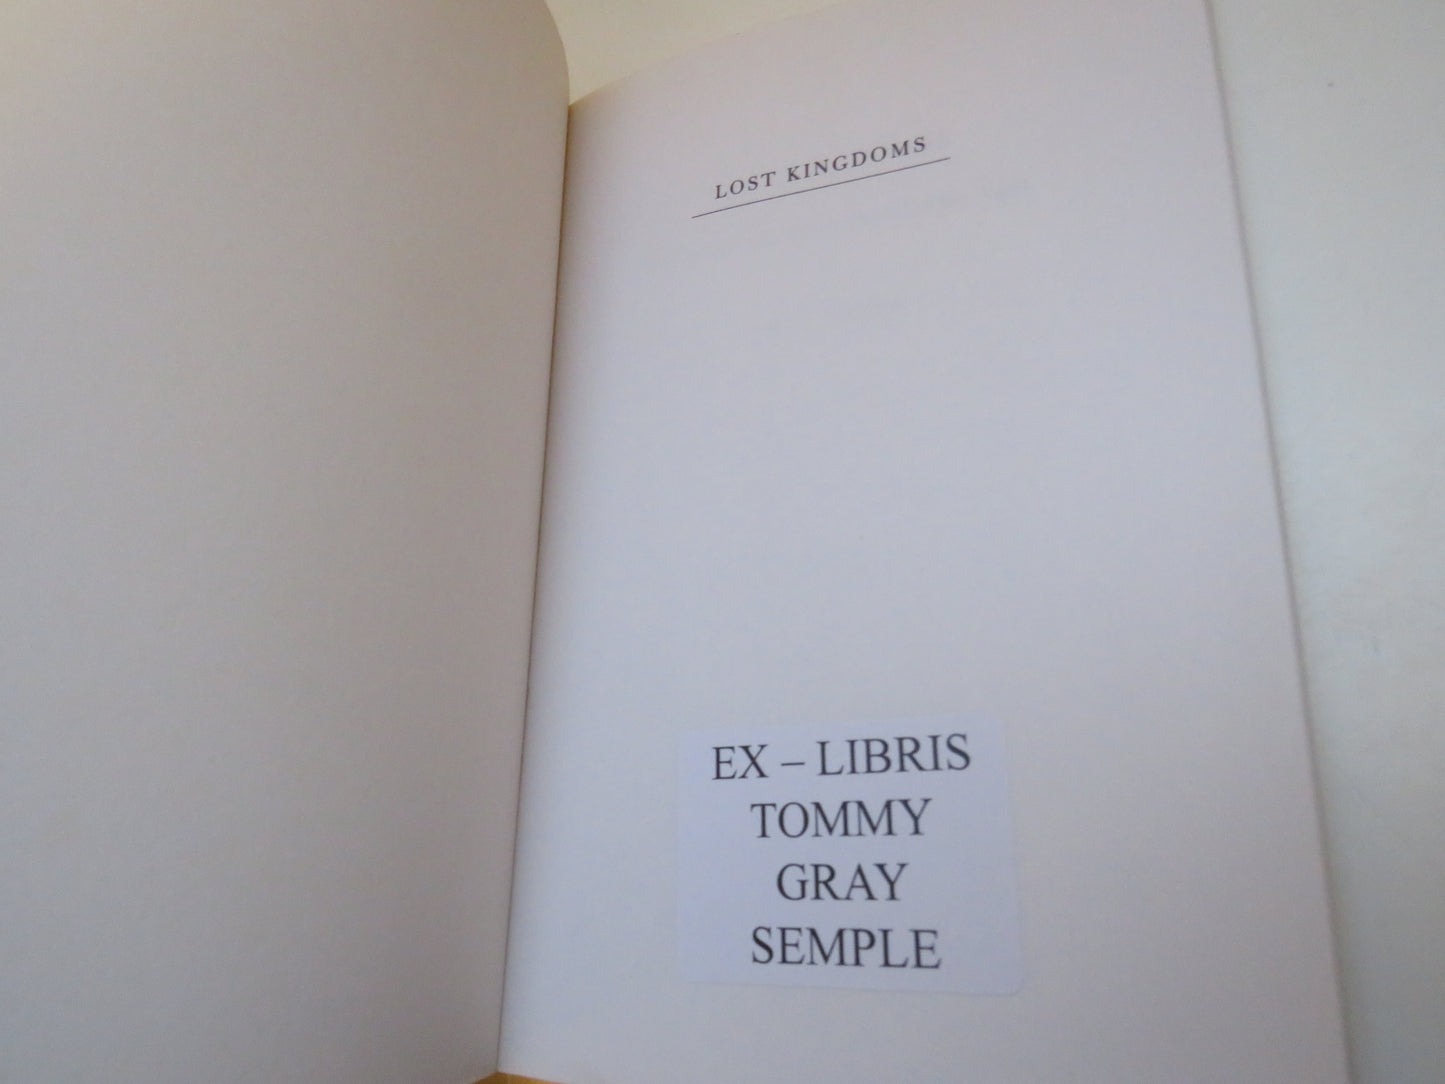 LOST KINGDOMS
EX – LIBRIS
TOMMY
GRAY
SEMPLE